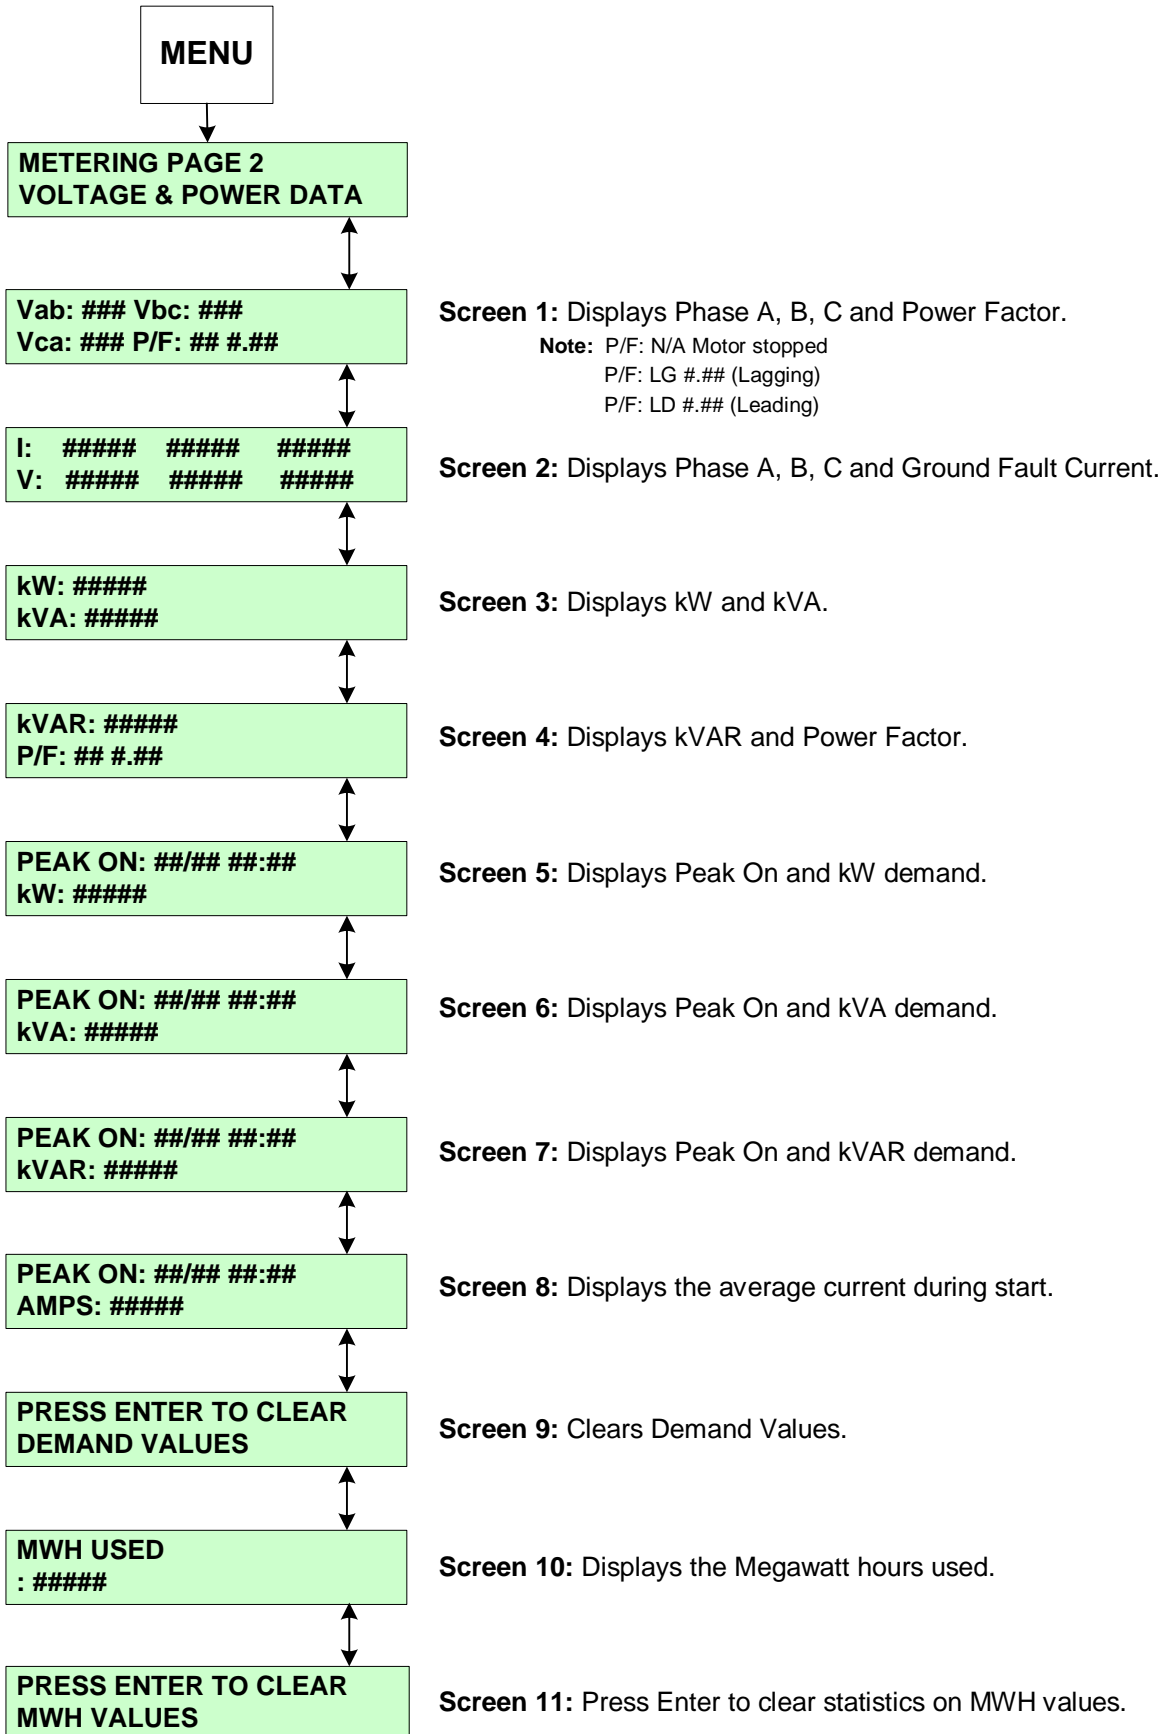 MENU
METERING PAGE 2
VOLTAGE & POWER DATA
Vab: ### Vbc: ###
Vca: ### P/F: ## #.##
Screen 1: Displays Phase A, B, C and Power Factor.
Note: P/F: N/A Motor stopped
P/F: LG #.## (Lagging)
P/F: LD #.## (Leading)
I: ##### ##### #####
V: ##### ##### #####
Screen 2: Displays Phase A, B, C and Ground Fault Current.
kW: #####
kVA: #####
Screen 3: Displays kW and kVA.
kVAR: #####
P/F: ## #.##
Screen 4: Displays kVAR and Power Factor.
PEAK ON: ##/## ##:##
kW: #####
Screen 5: Displays Peak On and kW demand.
PEAK ON: ##/## ##:##
kVA: #####
Screen 6: Displays Peak On and kVA demand.
PEAK ON: ##/## ##:##
kVAR: #####
Screen 7: Displays Peak On and kVAR demand.
PEAK ON: ##/## ##:##
AMPS: #####
Screen 8: Displays the average current during start.
PRESS ENTER TO CLEAR
DEMAND VALUES
Screen 9: Clears Demand Values.
MWH USED
: #####
Screen 10: Displays the Megawatt hours used.
PRESS ENTER TO CLEAR
MWH VALUES
Screen 11: Press Enter to clear statistics on MWH values.